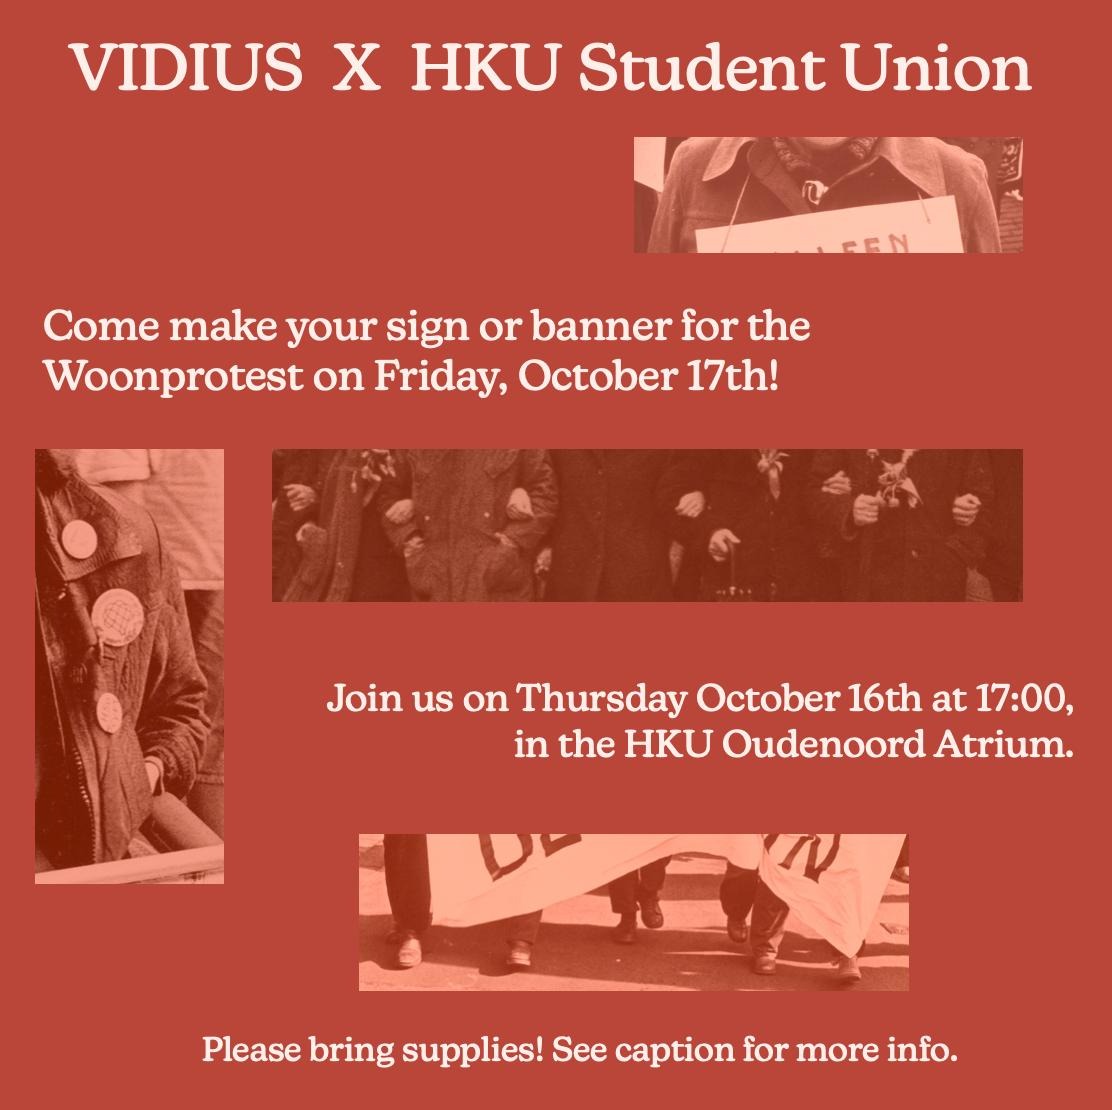 VIDIUS X HKU Student Union
Come make your sign or banner for the
Woonprotest on Friday, October 17th!
Join us on Thursday October 16th at 17:00,
in the HKU Oudenoord Atrium.
Please bring supplies! See caption for more info.